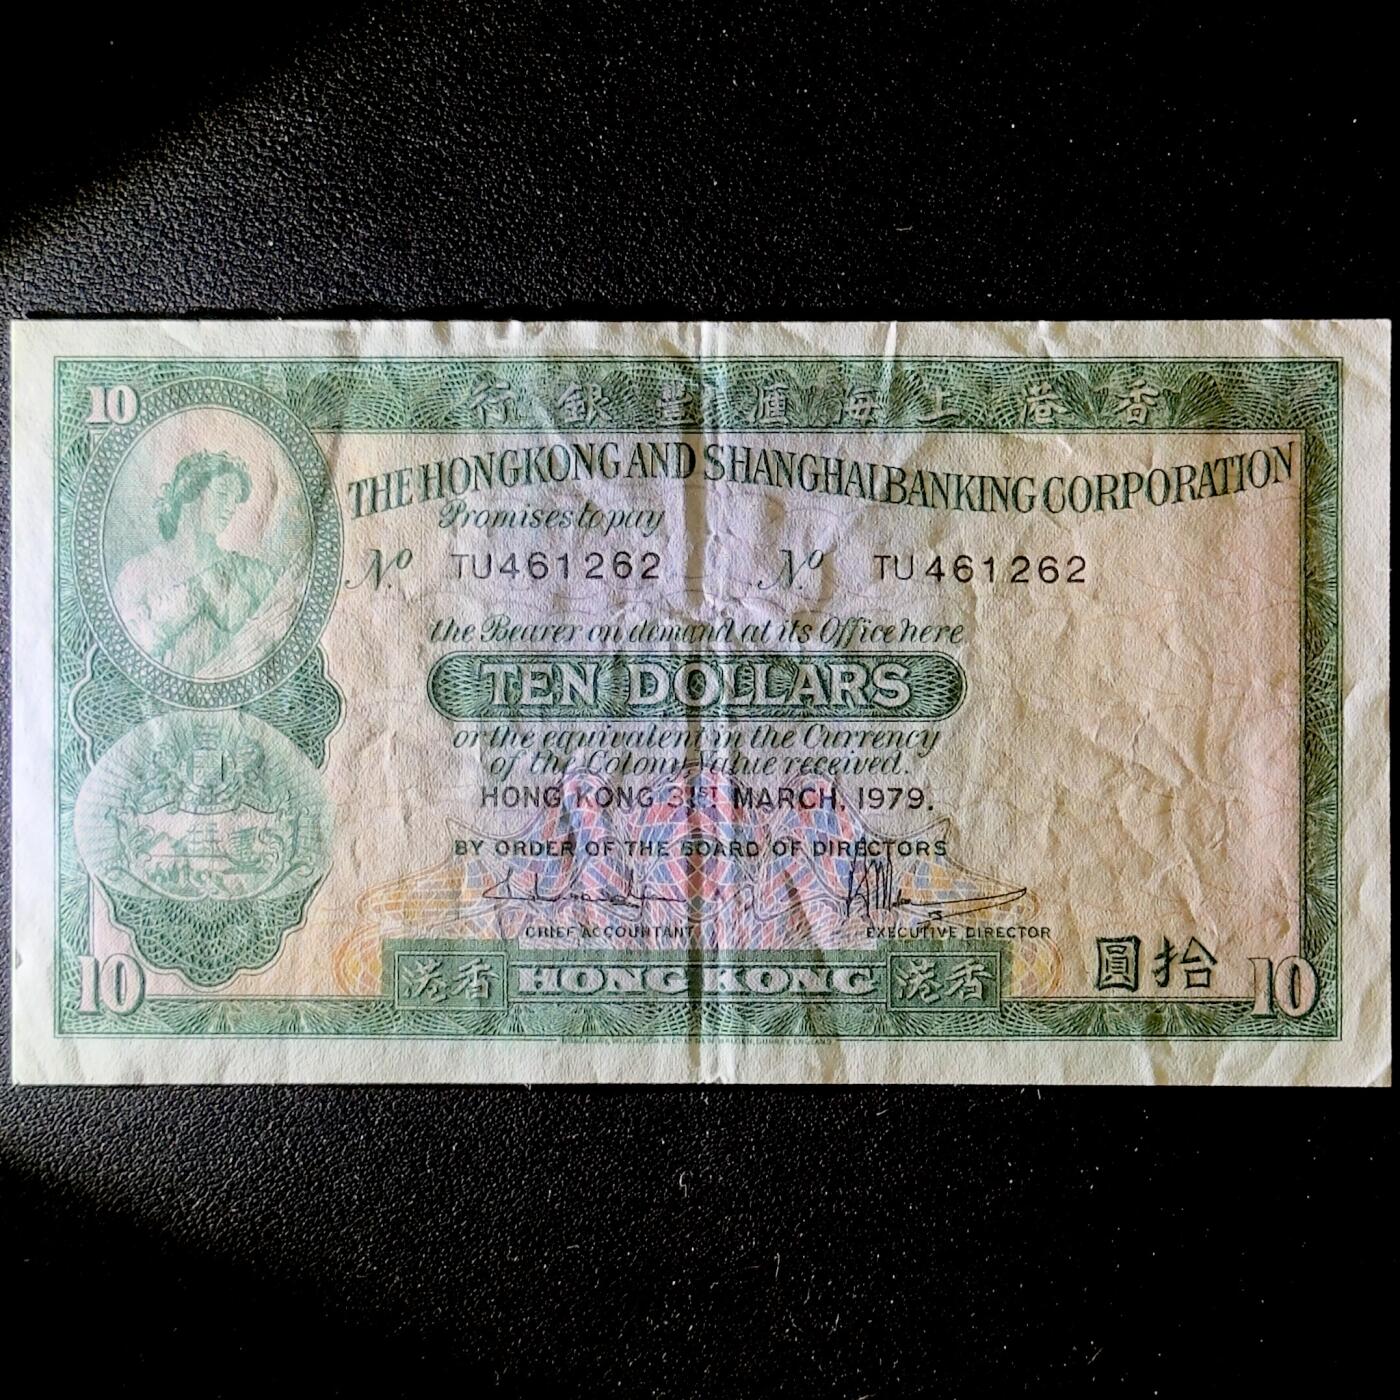 行銀豐滙海上港香
10
THE HONGKONG AND SHANGHAI BANKING CORPORATION
Promises to pay
No TU461262 No TU461262
the Bearer on demand at its Office here
TEN DOLLARS
or the equivalent in the Currency
of the Colony Value received.
HONG KONG 31ST MARCH, 1979.
BY ORDER OF THE BOARD OF DIRECTORS
CHIEF ACCOUNTANT EXECUTIVE DIRECTOR
圓拾
10 港香 HONG KONG 港香 10